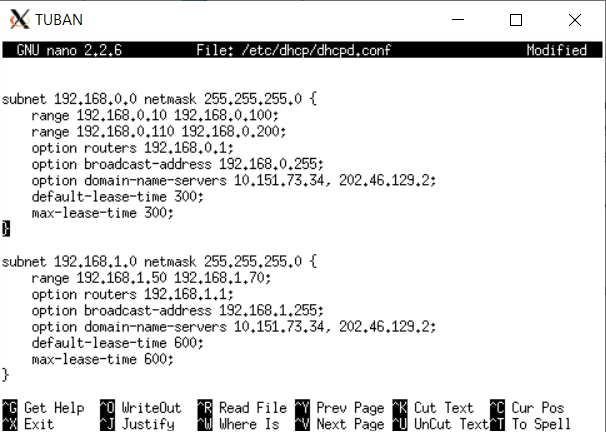 TUBAN
GNU nano 2.2.6 File: /etc/dhcp/dhcpd.conf Modified
subnet 192.168.0.0 netmask 255.255.255.0 {
    range 192.168.0.10 192.168.0.100;
    range 192.168.0.110 192.168.0.200;
    option routers 192.168.0.1;
    option broadcast-address 192.168.0.255;
    option domain-name-servers 10.151.73.34, 202.46.129.2;
    default-lease-time 300;
    max-lease-time 300;
}
subnet 192.168.1.0 netmask 255.255.255.0 {
    range 192.168.1.50 192.168.1.70;
    option routers 192.168.1.1;
    option broadcast-address 192.168.1.255;
    option domain-name-servers 10.151.73.34, 202.46.129.2;
    default-lease-time 600;
    max-lease-time 600;
}
^G Get Help ^O WriteOut ^R Read File ^Y Prev Page ^K Cut Text ^C Cur Pos
^X Exit ^J Justify ^W Where Is ^V Next Page ^U UnCut Text ^T To Spell